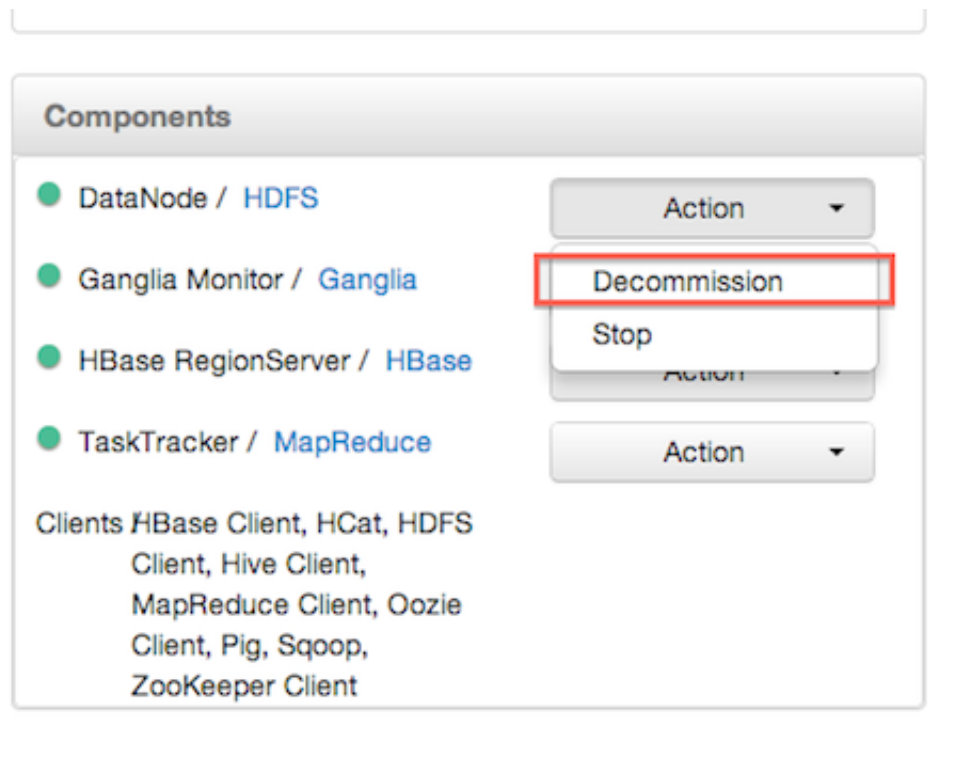 Components
DataNode / HDFS
Action
Ganglia Monitor / Ganglia
Decommission
Stop
HBase RegionServer / HBase
Action
TaskTracker / MapReduce
Action
Clients / HBase Client, HCat, HDFS
Client, Hive Client,
MapReduce Client, Oozie
Client, Pig, Sqoop,
ZooKeeper Client